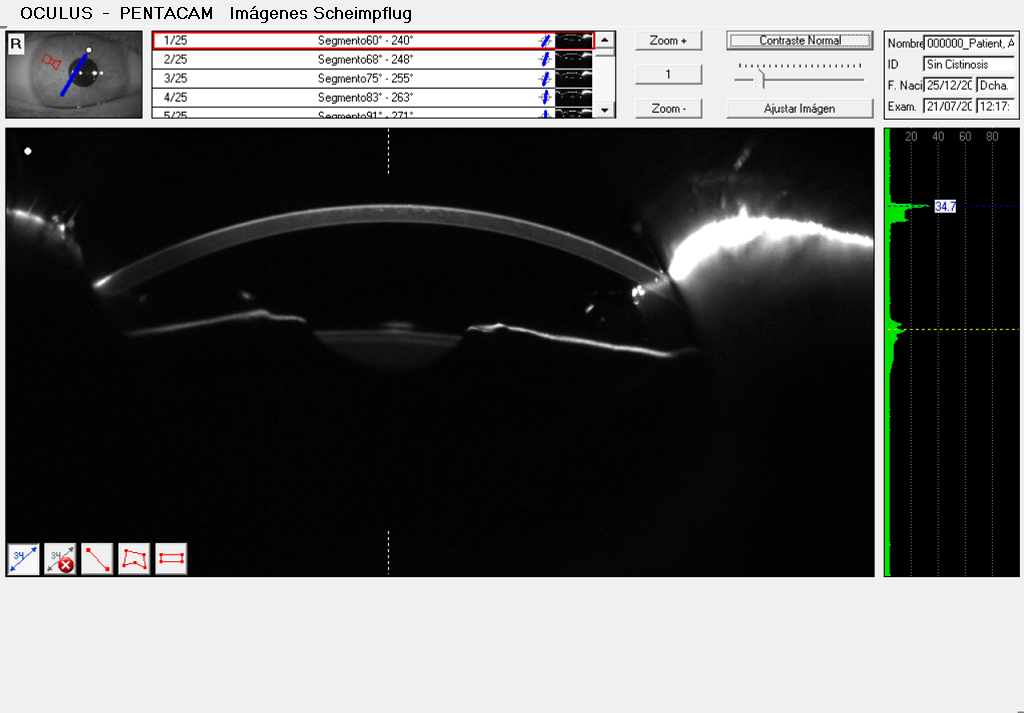 OCULUS - PENTACAM Imágenes Scheimpflug
R
1/25 Segmento60° - 240°
2/25 Segmento68° - 248°
3/25 Segmento75° - 255°
4/25 Segmento83° - 263°
5/25 Segmento91° - 271°
Zoom +
1
Zoom -
Contraste Normal
Ajustar Imágen
Nombre 000000_Patient, A
ID Sin Cistinosis
F. Naci 25/12/20 Dcha.
Exam. 21/07/20 12:17:
20 40 60 80
34.7
34 34